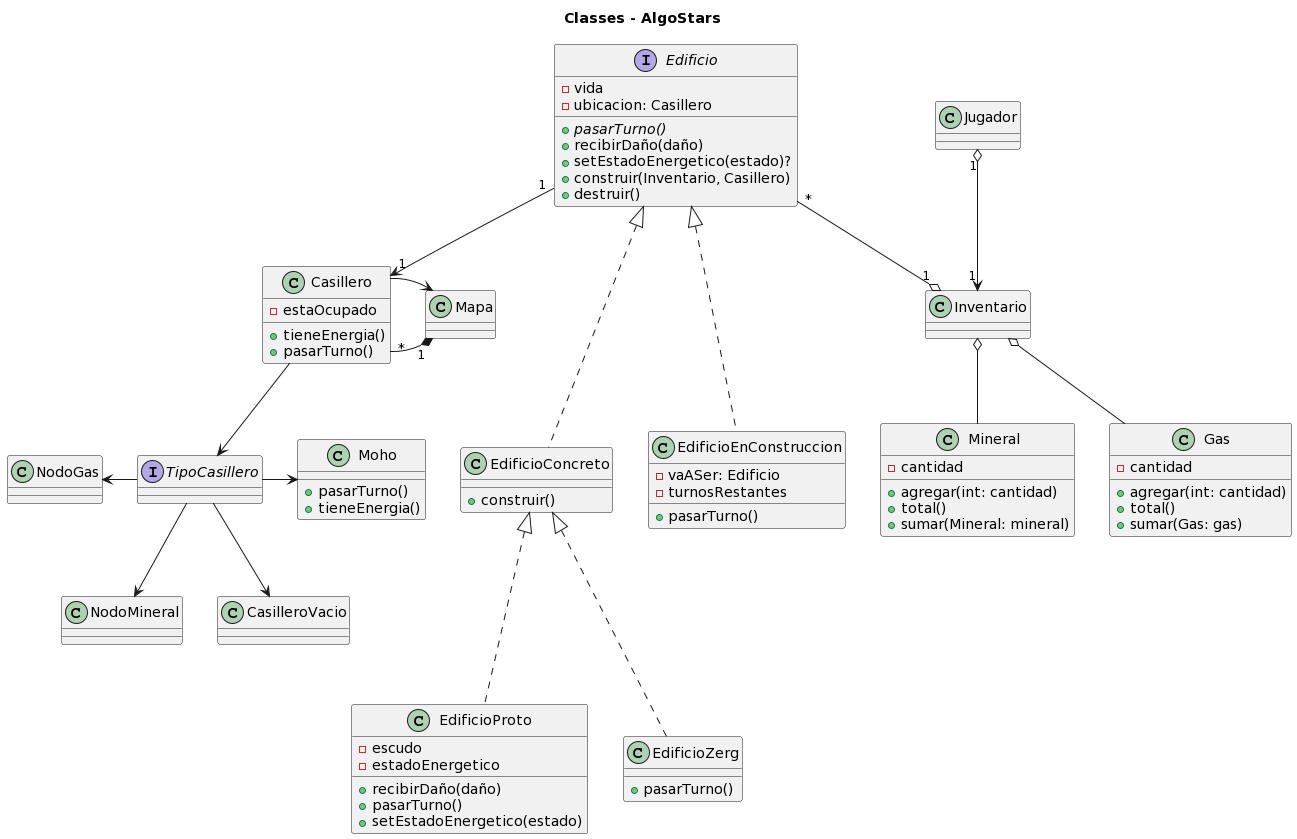 Classes - AlgoStars
I Edificio
vida
ubicacion: Casillero
pasarTurno()
recibirDaño(daño)
setEstadoEnergetico(estado)?
construir(Inventario, Casillero)
destruir()
C Jugador
1
1
*
1
1
1
C Casillero
estaOcupado
tieneEnergia()
pasarTurno()
*
1
C Mapa
C Inventario
C NodoGas
I TipoCasillero
C Moho
pasarTurno()
tieneEnergia()
C EdificioConcreto
construir()
C EdificioEnConstruccion
vaASer: Edificio
turnosRestantes
pasarTurno()
C Mineral
cantidad
agregar(int: cantidad)
total()
sumar(Mineral: mineral)
C Gas
cantidad
agregar(int: cantidad)
total()
sumar(Gas: gas)
C NodoMineral
C CasilleroVacio
C EdificioProto
escudo
estadoEnergetico
recibirDaño(daño)
pasarTurno()
setEstadoEnergetico(estado)
C EdificioZerg
pasarTurno()